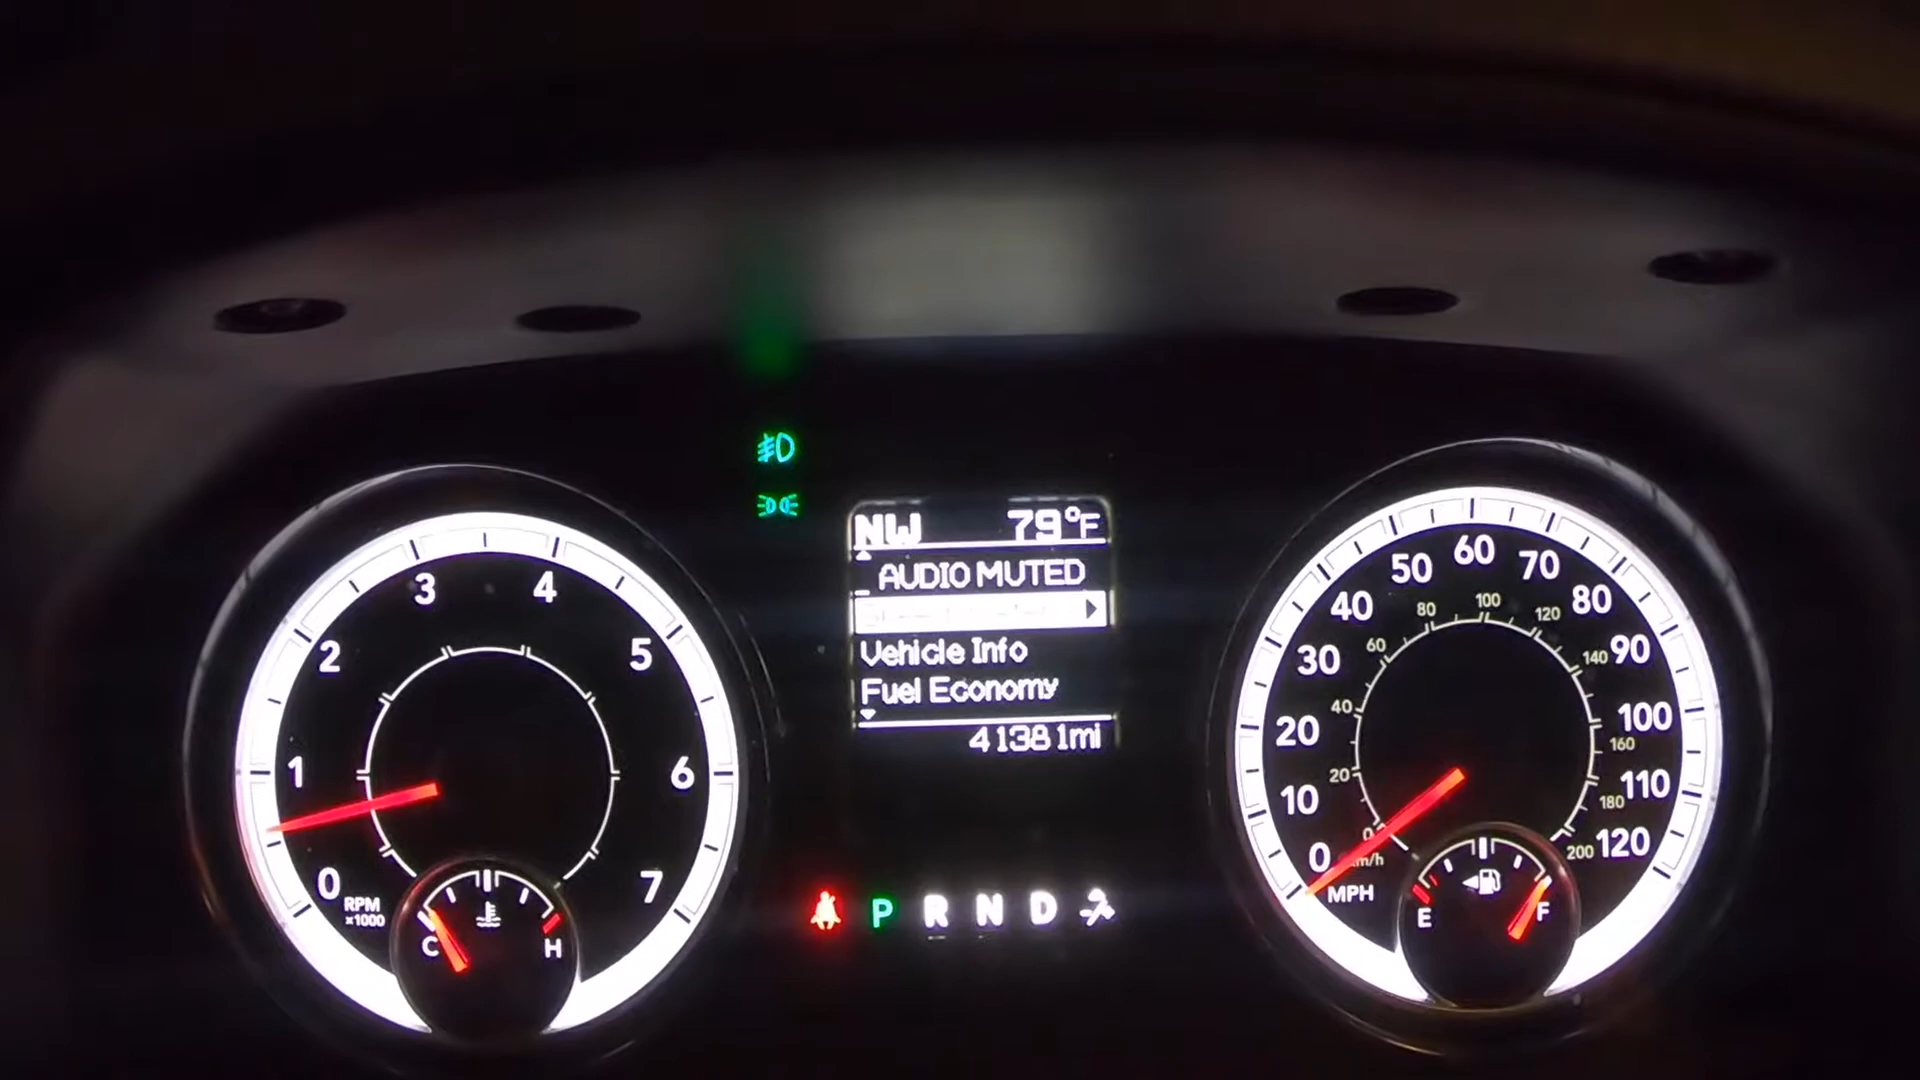 NW 79°F
AUDIO MUTED
Vehicle Info
Fuel Economy
41381mi
0 1 2 3 4 5 6 7
RPM
x1000
C H
P R N D
0 10 20 30 40 50 60 70 80 90 100 110 120
MPH
0 20 40 60 80 100 120 140 160 180 200
km/h
E F